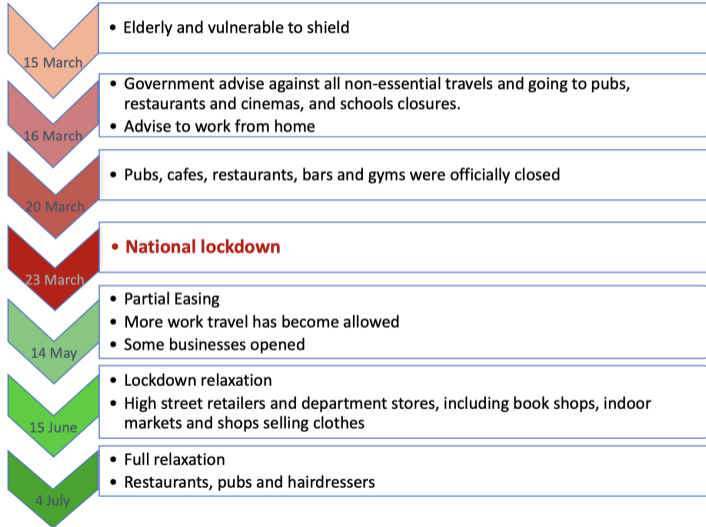 15 March
• Elderly and vulnerable to shield
16 March
• Government advise against all non-essential travels and going to pubs,
restaurants and cinemas, and schools closures.
• Advise to work from home
20 March
• Pubs, cafes, restaurants, bars and gyms were officially closed
23 March
• National lockdown
14 May
• Partial Easing
• More work travel has become allowed
• Some businesses opened
15 June
• Lockdown relaxation
• High street retailers and department stores, including book shops, indoor
markets and shops selling clothes
4 July
• Full relaxation
• Restaurants, pubs and hairdressers